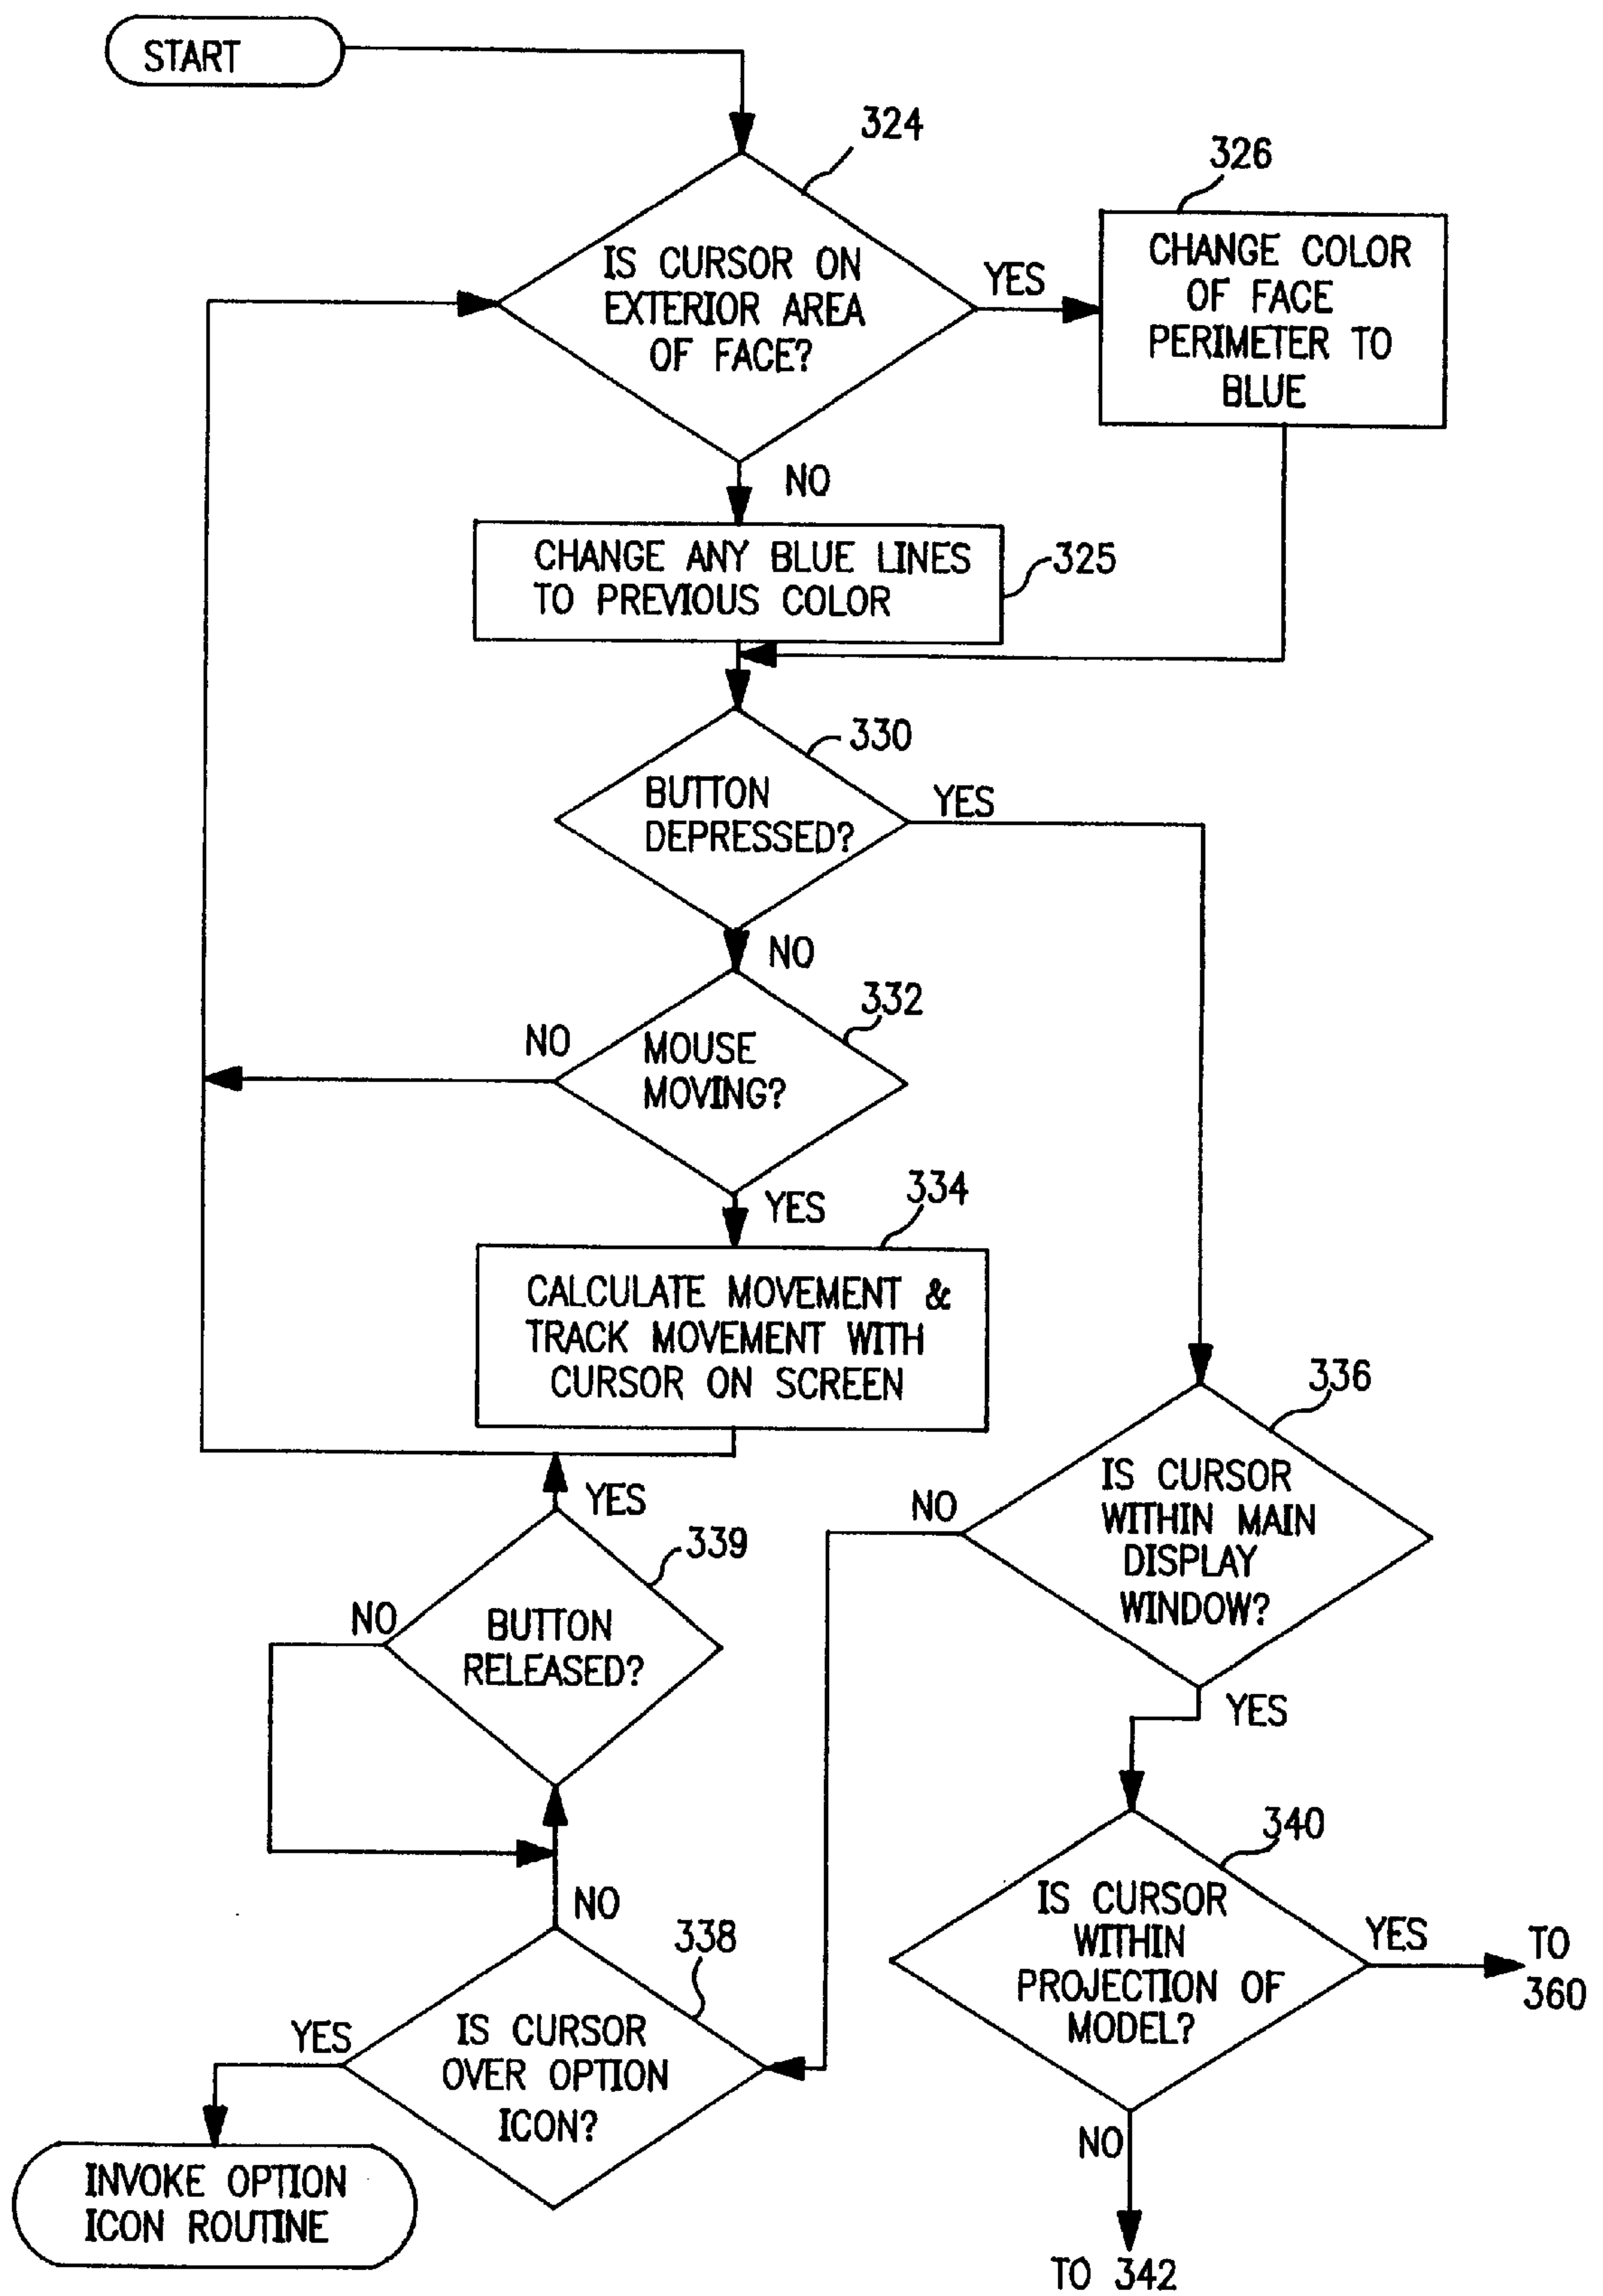 START
324
326
IS CURSOR ON
EXTERIOR AREA
OF FACE?
YES
CHANGE COLOR
OF FACE
PERIMETER TO
BLUE
NO
CHANGE ANY BLUE LINES
TO PREVIOUS COLOR
325
330
BUTTON
DEPRESSED?
YES
NO
332
MOUSE
MOVING?
NO
YES
334
CALCULATE MOVEMENT &
TRACK MOVEMENT WITH
CURSOR ON SCREEN
336
IS CURSOR
WITHIN MAIN
DISPLAY
WINDOW?
NO
YES
YES
339
BUTTON
RELEASED?
NO
340
IS CURSOR
WITHIN
PROJECTION OF
MODEL?
YES
TO
360
NO
338
IS CURSOR
OVER OPTION
ICON?
YES
INVOKE OPTION
ICON ROUTINE
NO
TO 342